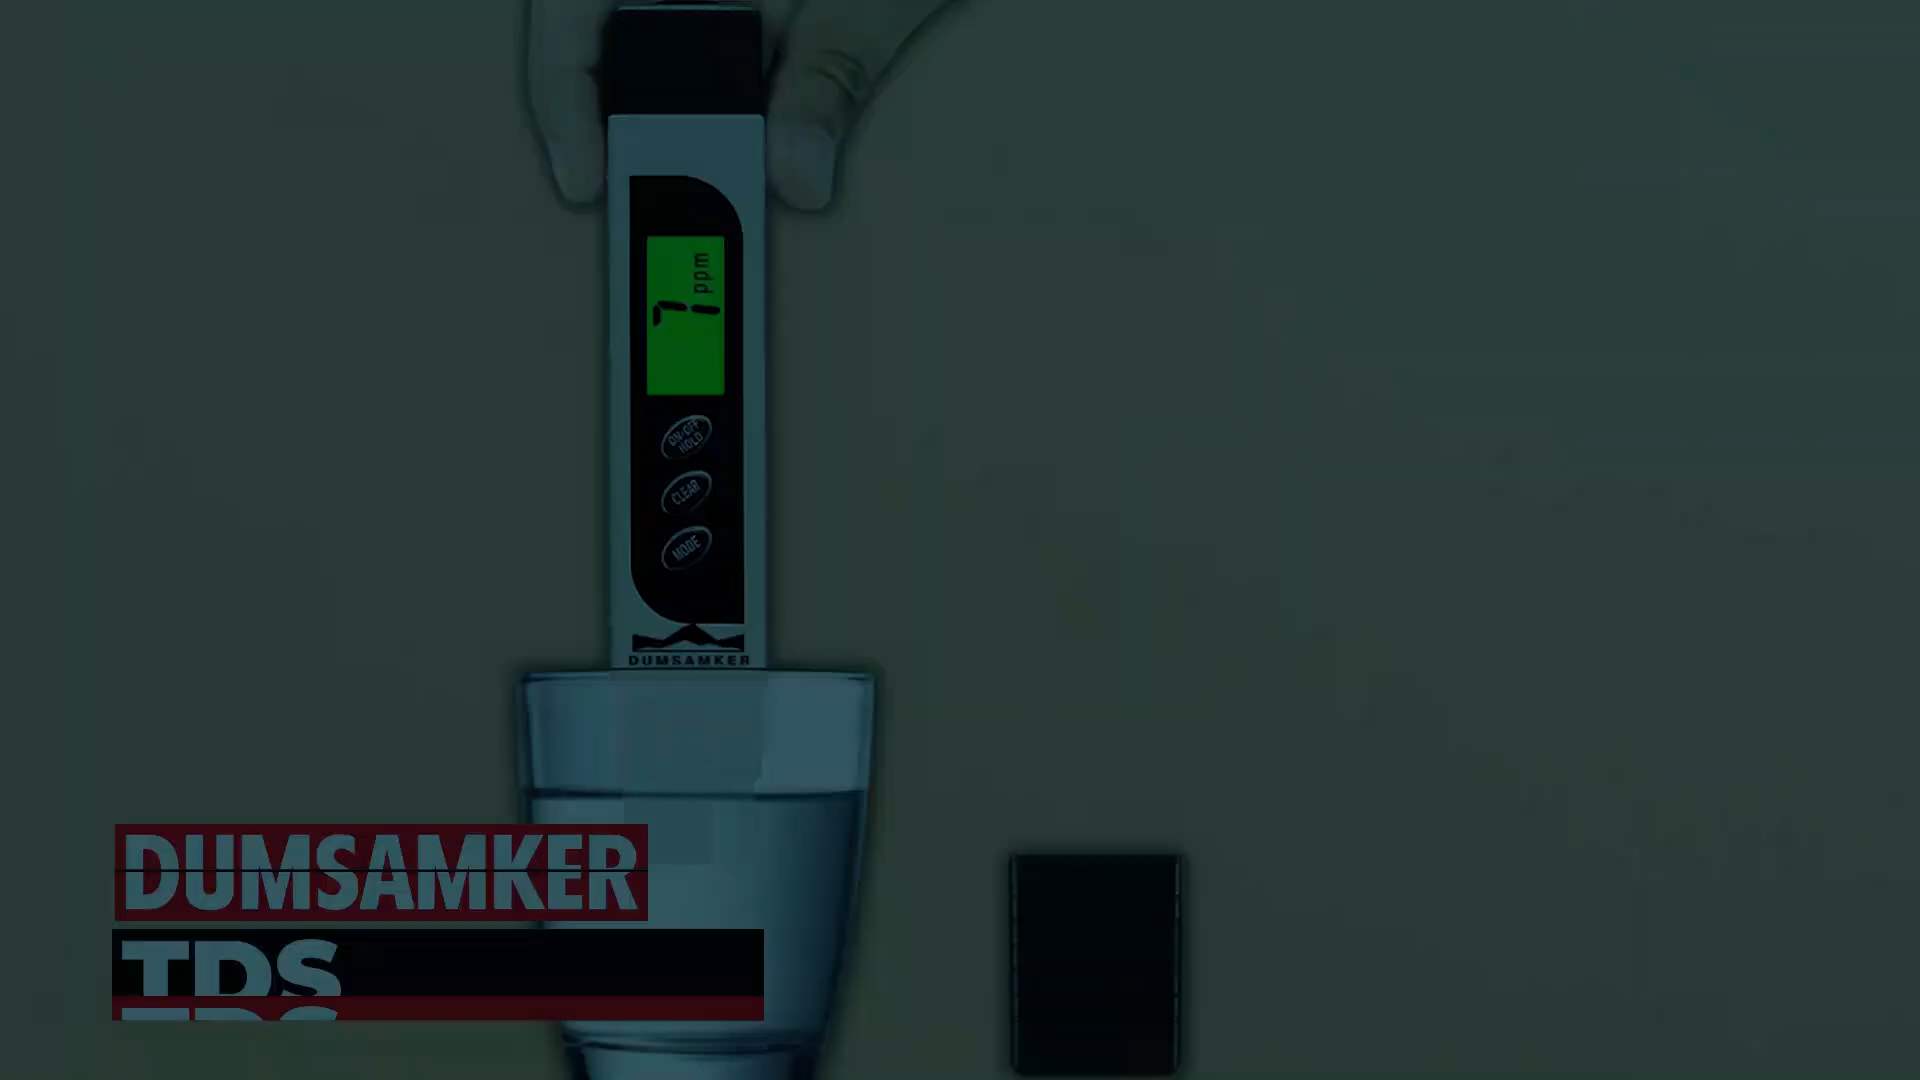 7 ppm
ON-OFF
HOLD
CLEAR
MODE
DUMSAMKER
DUMSAMKER
TDS